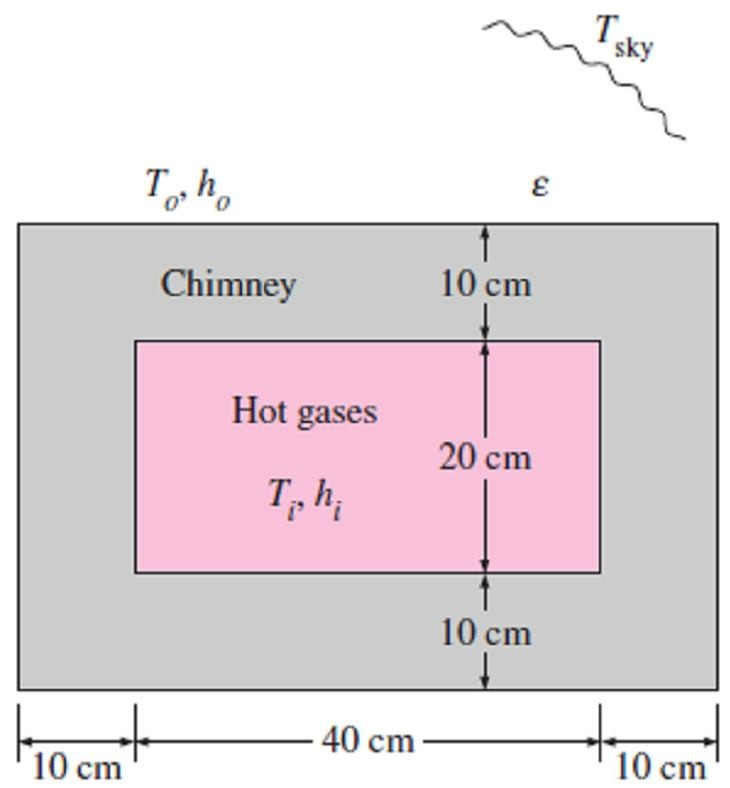 T_sky
T_o, h_o
ε
Chimney
10 cm
Hot gases
20 cm
T_i, h_i
10 cm
40 cm
10 cm
10 cm